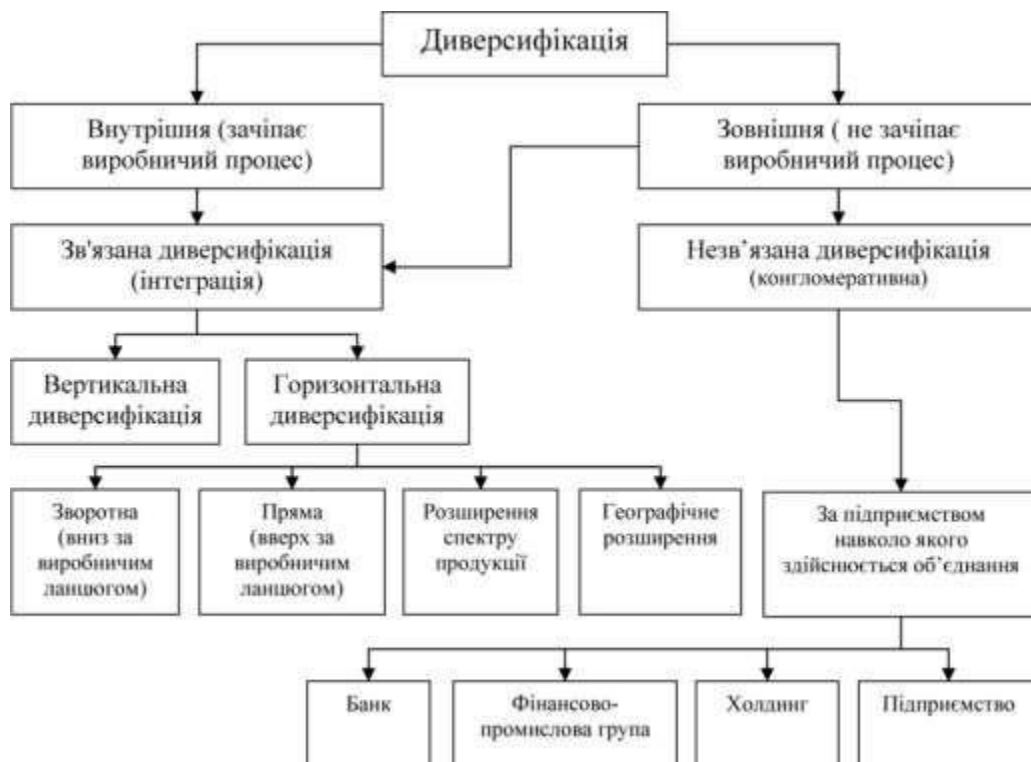 Диверсифікація
Внутрішня (зачіпає
виробничий процес)
Зовнішня ( не зачіпає
виробничий процес)
Зв'язана диверсифікація
(інтеграція)
Незв’язана диверсифікація
(конгломеративна)
Вертикальна
диверсифікація
Горизонтальна
диверсифікація
Зворотна
(вниз за
виробничим
ланцюгом)
Пряма
(вверх за
виробничим
ланцюгом)
Розширення
спектру
продукції
Географічне
розширення
За підприємством
навколо якого
здійснюється об’єднання
Банк
Фінансово-
промислова група
Холдинг
Підприємство